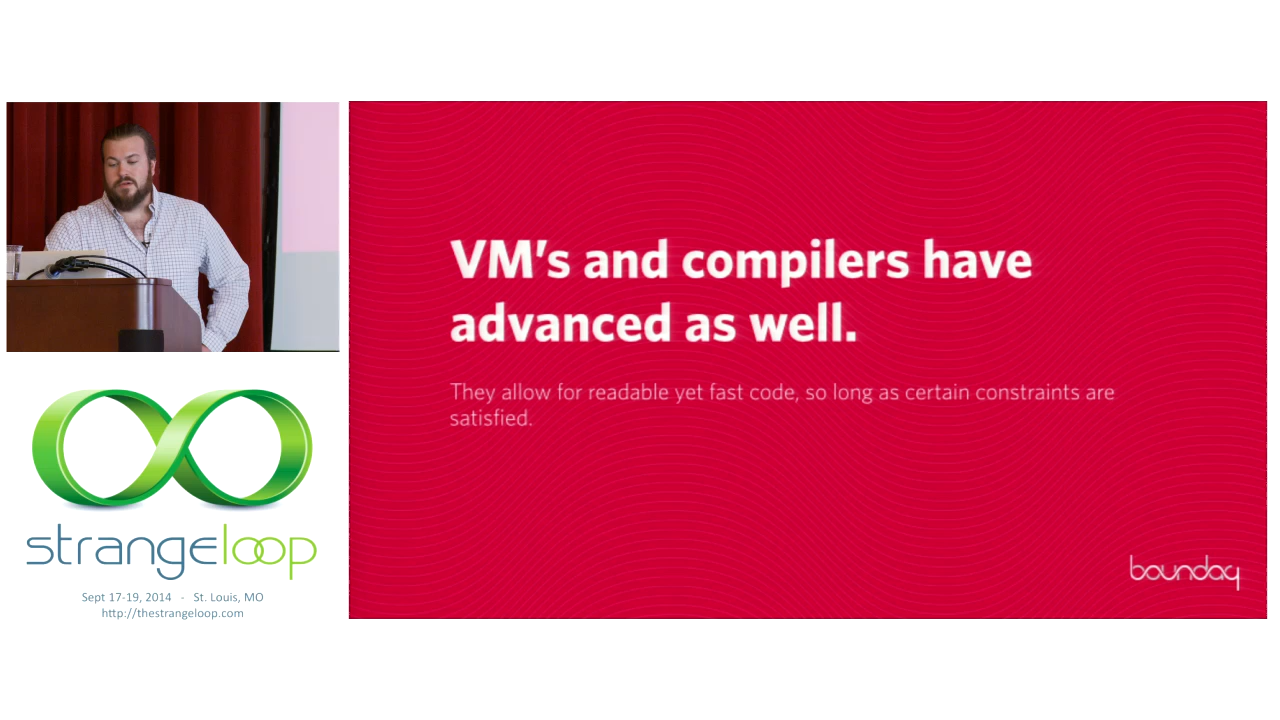 VM's and compilers have
advanced as well.
They allow for readable yet fast code, so long as certain constraints are
satisfied.
boundary
strangeloop
Sept 17-19, 2014 - St. Louis, MO
http://thestrangeloop.com